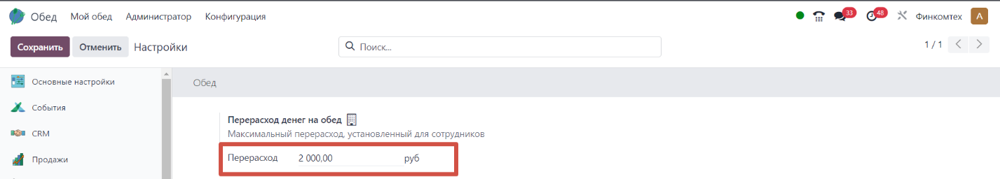 Обед Мой обед Администратор Конфигурация 33 48 Финкомтех А
Сохранить Отменить Настройки Поиск... 1 / 1
Основные настройки
Обед
События
Перерасход денег на обед
CRM
Максимальный перерасход, установленный для сотрудников
Продажи
Перерасход 2 000,00 руб